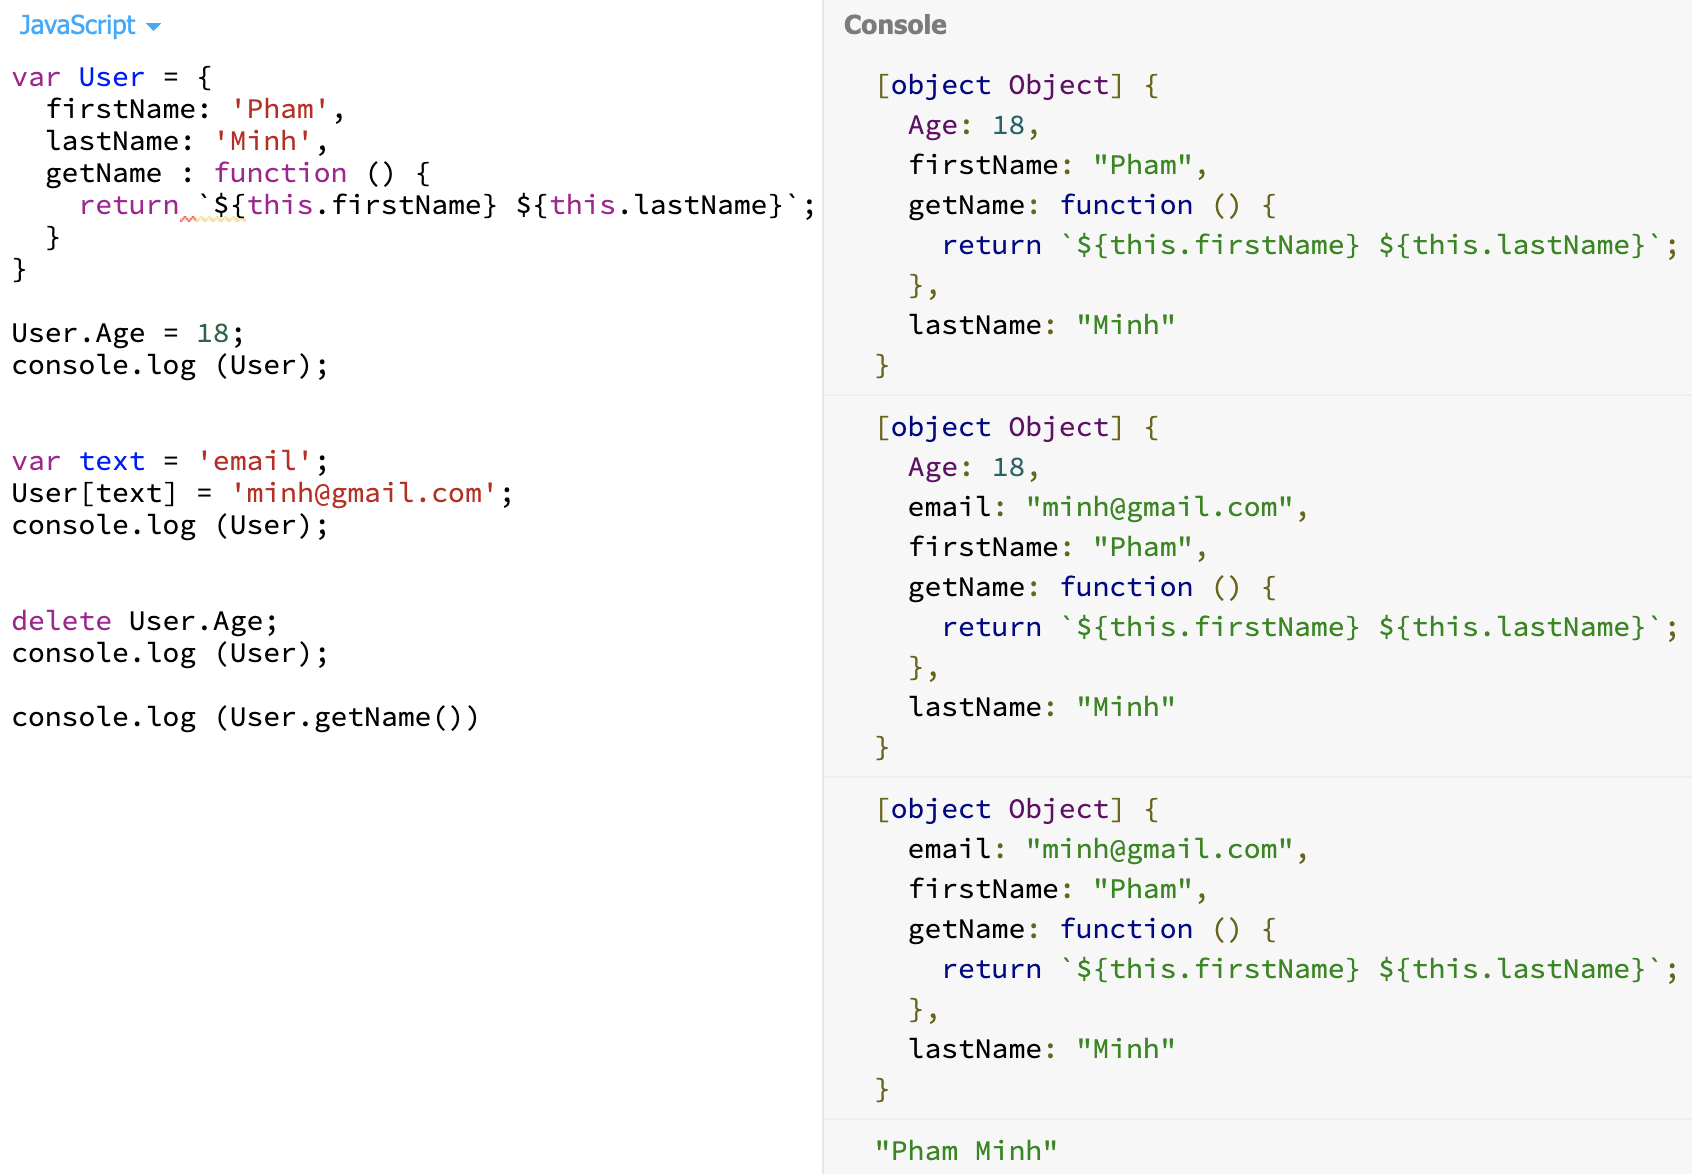 JavaScript
var User = {
  firstName: 'Pham',
  lastName: 'Minh',
  getName : function () {
    return `${this.firstName} ${this.lastName}`;
  }
}

User.Age = 18;
console.log (User);

var text = 'email';
User[text] = 'minh@gmail.com';
console.log (User);

delete User.Age;
console.log (User);

console.log (User.getName())

Console
[object Object] {
  Age: 18,
  firstName: "Pham",
  getName: function () {
    return `${this.firstName} ${this.lastName}`;
  },
  lastName: "Minh"
}
[object Object] {
  Age: 18,
  email: "minh@gmail.com",
  firstName: "Pham",
  getName: function () {
    return `${this.firstName} ${this.lastName}`;
  },
  lastName: "Minh"
}
[object Object] {
  email: "minh@gmail.com",
  firstName: "Pham",
  getName: function () {
    return `${this.firstName} ${this.lastName}`;
  },
  lastName: "Minh"
}
"Pham Minh"